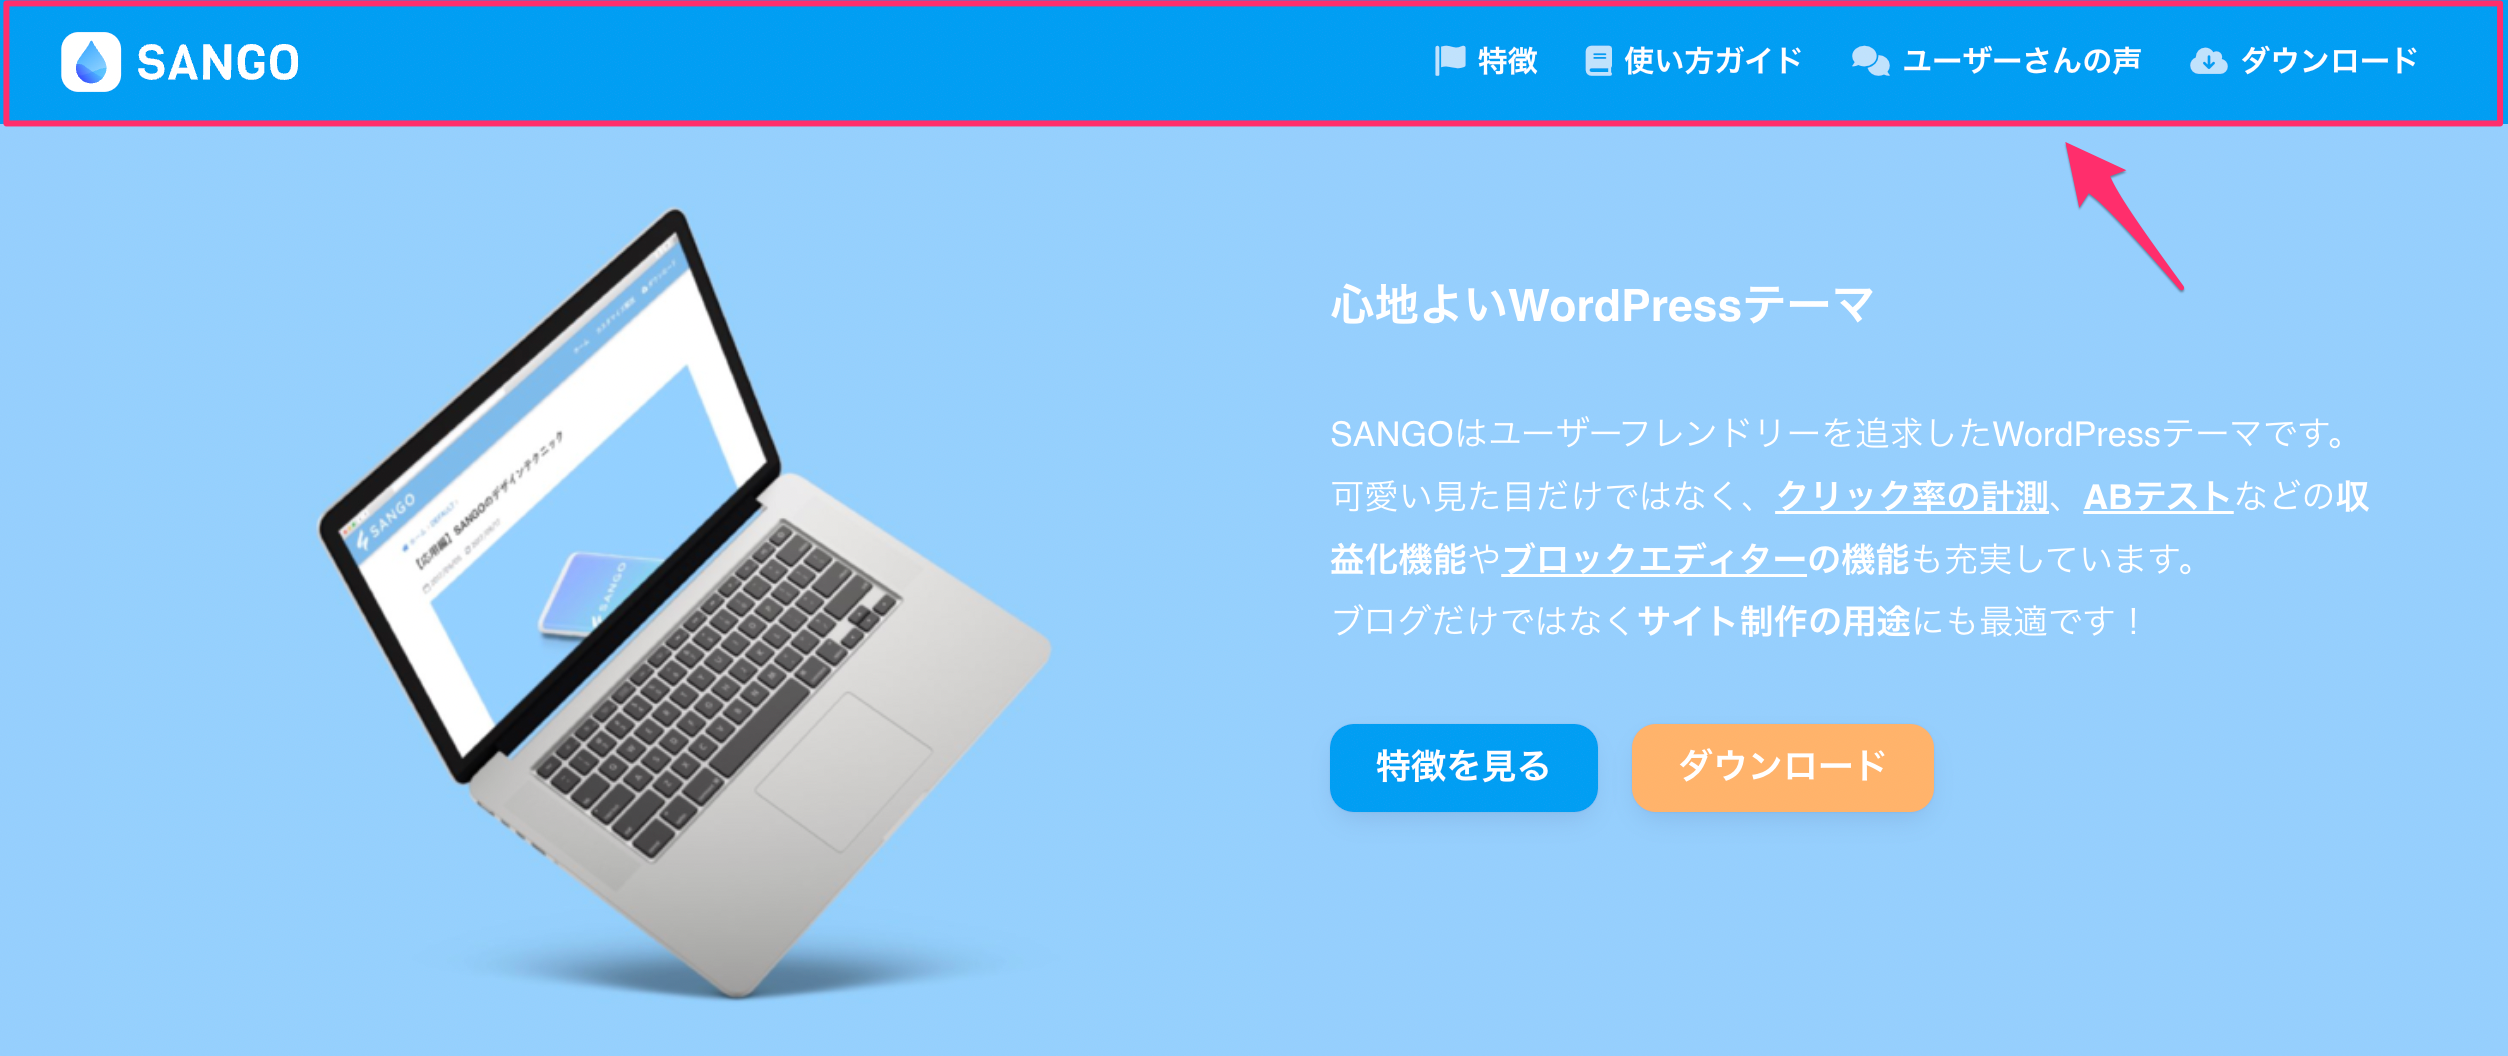 SANGO
特徴
使い方ガイド
ユーザーさんの声
ダウンロード
心地よいWordPressテーマ
SANGOはユーザーフレンドリーを追求したWordPressテーマです。
可愛い見た目だけではなく、クリック率の計測、ABテストなどの収
益化機能やブロックエディターの機能も充実しています。
ブログだけではなくサイト制作の用途にも最適です！
特徴を見る
ダウンロード
SANGO
【応用編】SANGOのデザインテクニック
SANGO